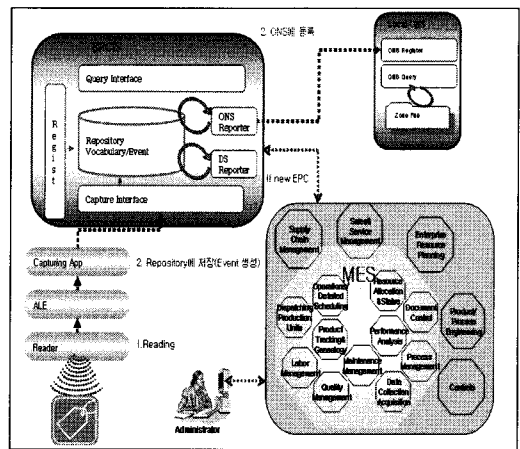 2. ONS에 등록
ONS Register
ONS Query
Zone File
Query Interface
Regist
Repository
Vocabulary/Event
ONS
Reporter
DS
Reporter
Capture Interface
If new EPC
Capturing App
2. Repository에 저장(Event 생성)
ALE
Reader
1.Reading
Administrator
MES
Supply
Chain
Management
Sales&
Service
Management
Enterprise
Resource
Planning
Operations/
Detailed
Scheduling
Resource
Allocation
& Status
Dispatching
Production
Units
Document
Control
Product/
Process
Engineering
Product
Tracking&
Genealogy
Performance
Analysis
Labor
Management
Maintenance
Management
Process
Management
Controls
Quality
Management
Data
Collection
Acquisition